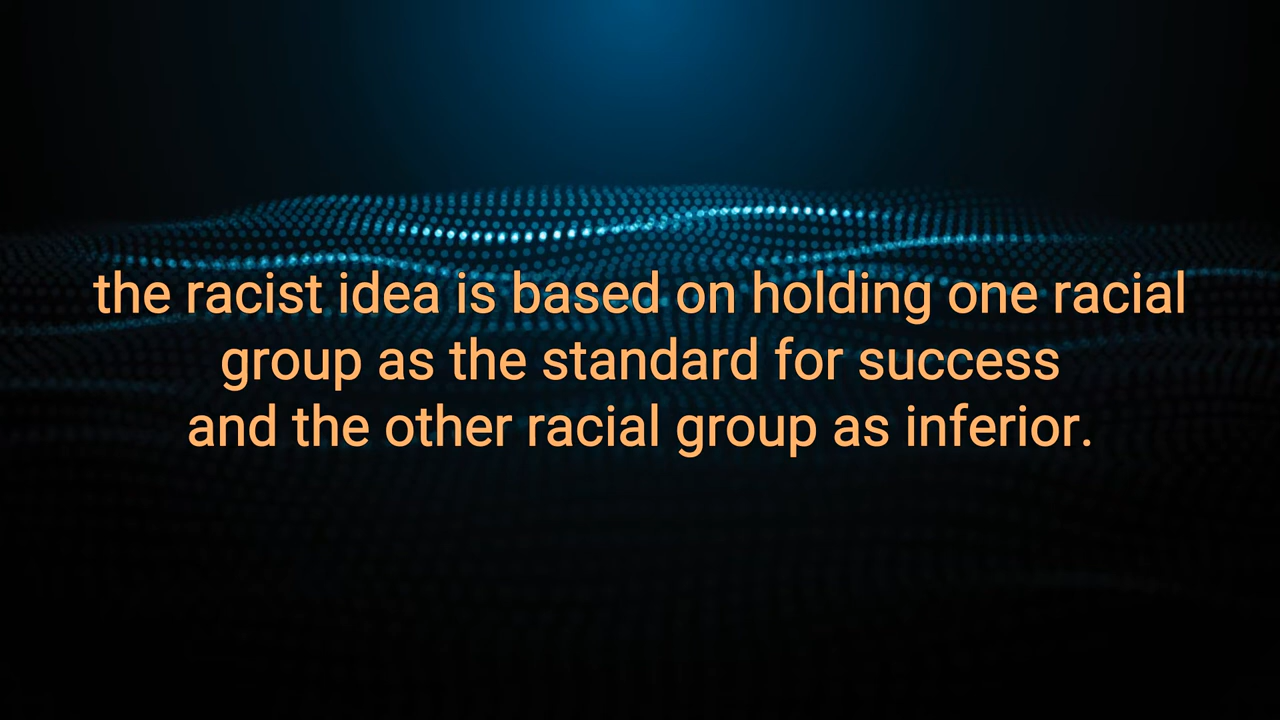 the racist idea is based on holding one racial
group as the standard for success
and the other racial group as inferior.